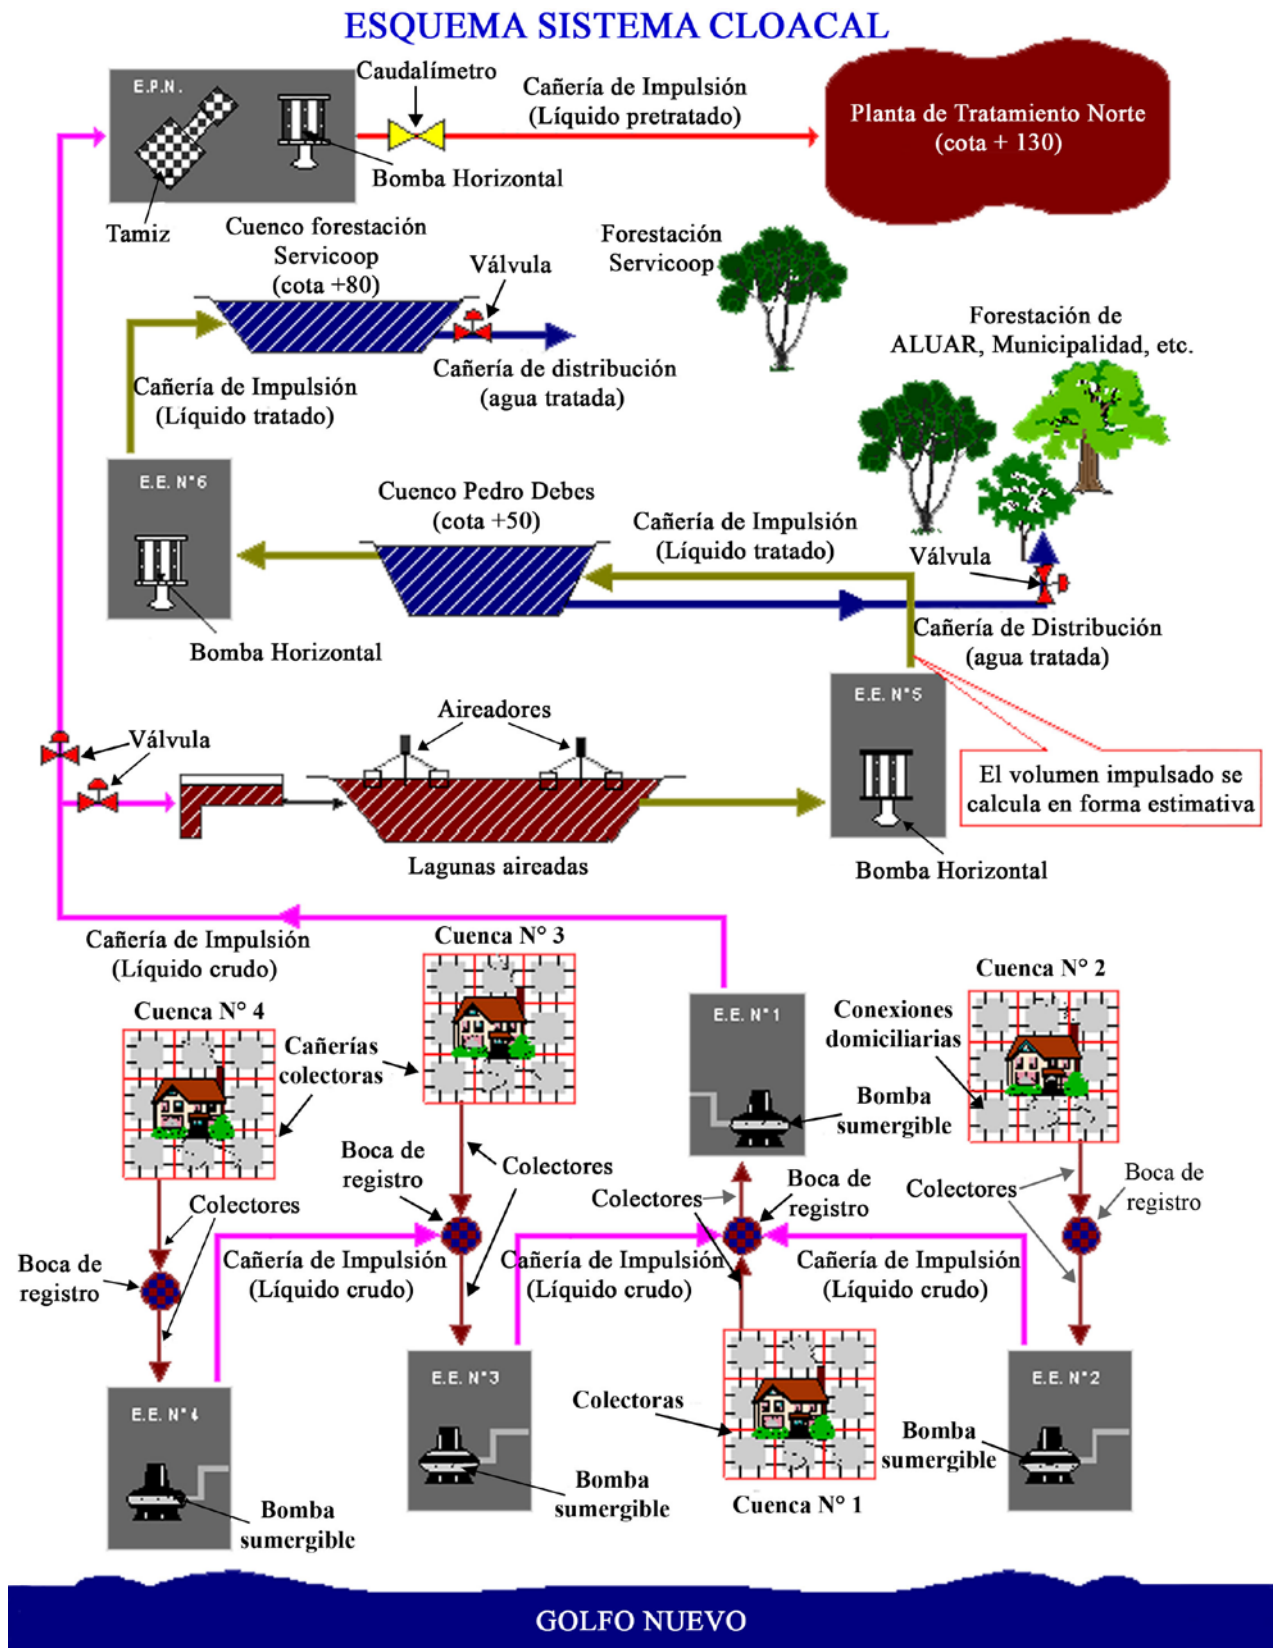 ESQUEMA SISTEMA CLOACAL
E.P.N.
Caudalímetro
Cañería de Impulsión
(Líquido pretratado)
Planta de Tratamiento Norte
(cota + 130)
Bomba Horizontal
Tamiz
Cuenco forestación
Servicoop
(cota +80)
Válvula
Forestación
Servicoop
Forestación de
ALUAR, Municipalidad, etc.
Cañería de Impulsión
(Líquido tratado)
Cañería de distribución
(agua tratada)
E.E. N°6
Cuenco Pedro Debes
(cota +50)
Cañería de Impulsión
(Líquido tratado)
Válvula
Bomba Horizontal
Cañería de Distribución
(agua tratada)
E.E. N°5
Aireadores
Válvula
El volumen impulsado se
calcula en forma estimativa
Lagunas aireadas
Bomba Horizontal
Cañería de Impulsión
(Líquido crudo)
Cuenca N° 3
Cuenca N° 2
Cuenca N° 4
E.E. N°1
Conexiones
domiciliarias
Cañerías
colectoras
Bomba
sumergible
Boca de
registro
Colectores
Colectores
Boca de
registro
Colectores
Boca de
registro
Colectores
Boca de
registro
Cañería de Impulsión
(Líquido crudo)
Cañería de Impulsión
(Líquido crudo)
Cañería de Impulsión
(Líquido crudo)
E.E. N°4
E.E. N°3
Colectoras
E.E. N°2
Bomba
sumergible
Bomba
sumergible
Bomba
sumergible
Cuenca N° 1
GOLFO NUEVO